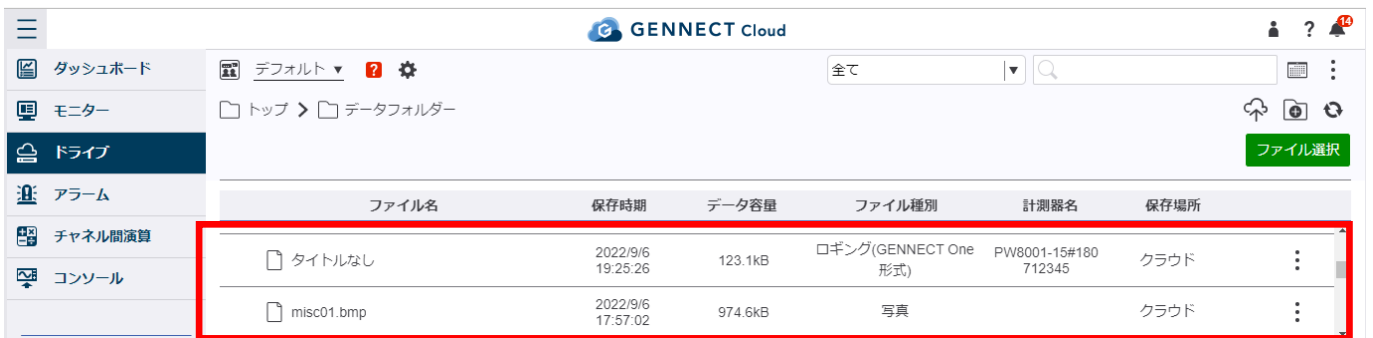 GENNECT Cloud
? 14
ダッシュボード
デフォルト ▼ ?
全て ▼
モニター
トップ > データフォルダー
ドライブ
ファイル選択
アラーム
ファイル名 保存時期 データ容量 ファイル種別 計測器名 保存場所
チャネル間演算
コンソール
タイトルなし
2022/9/6
19:25:26
123.1kB
ロギング(GENNECT One
形式)
PW8001-15#180
712345
クラウド
misc01.bmp
2022/9/6
17:57:02
974.6kB
写真
クラウド